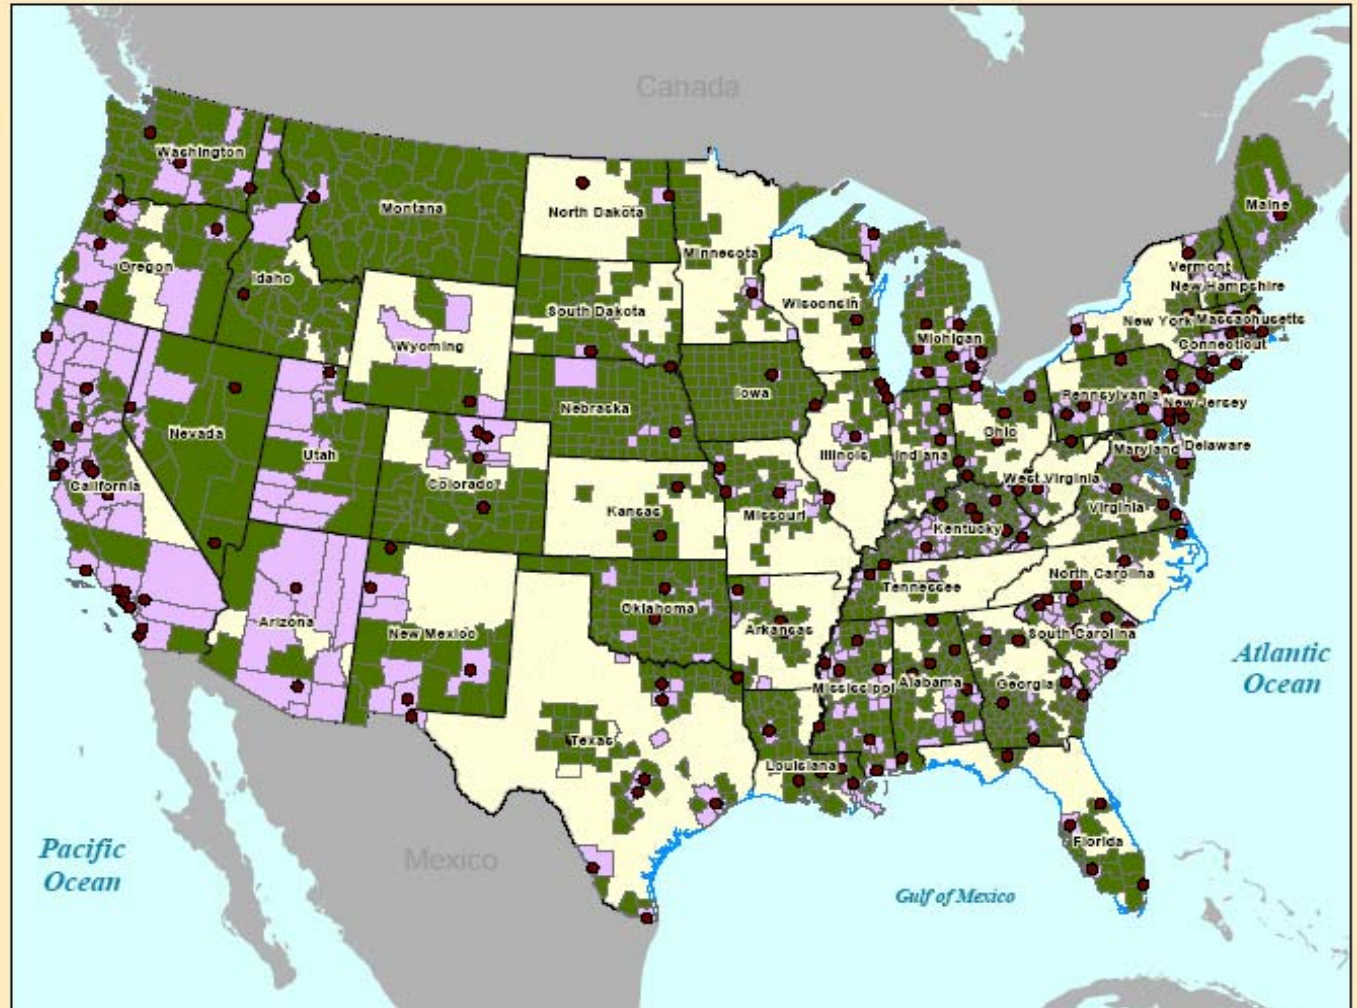 Canada
Washington
Montana
North Dakota
Minnesota
Maine
Oregon
Idaho
South Dakota
Wisconsin
Vermont
New Hampshire
Wyoming
Michigan
New York
Massachusetts
Connecticut
Iowa
Nebraska
Pennsylvania
New Jersey
Nevada
Utah
Ohio
Illinois
Indiana
Maryland
Delaware
California
Colorado
West Virginia
Kansas
Missouri
Kentucky
Virginia
North Carolina
Tennessee
Oklahoma
Arizona
New Mexico
Arkansas
South Carolina
Atlantic
Ocean
Mississippi
Alabama
Georgia
Texas
Louisiana
Florida
Pacific
Ocean
Mexico
Gulf of Mexico